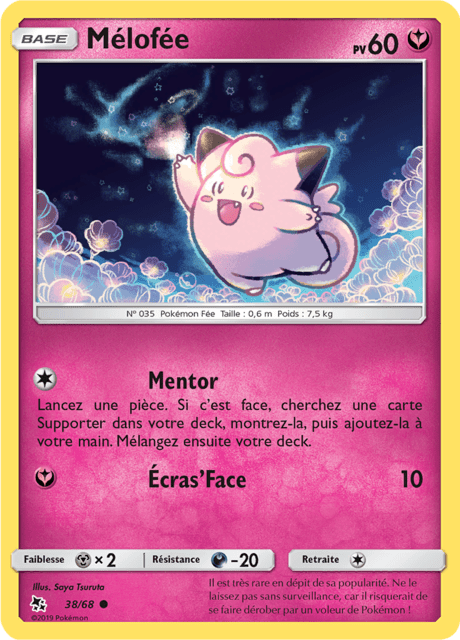 BASE Mélofée PV60
N° 035 Pokémon Fée Taille : 0,6 m Poids : 7,5 kg
Mentor
Lancez une pièce. Si c'est face, cherchez une carte
Supporter dans votre deck, montrez-la, puis ajoutez-la à
votre main. Mélangez ensuite votre deck.
Écras'Face 10
Faiblesse ×2 Résistance -20 Retraite
Illus. Saya Tsuruta
38/68
©2019 Pokémon
Il est très rare en dépit de sa popularité. Ne le
laissez pas sans surveillance, car il risquerait de
se faire dérober par un voleur de Pokémon !